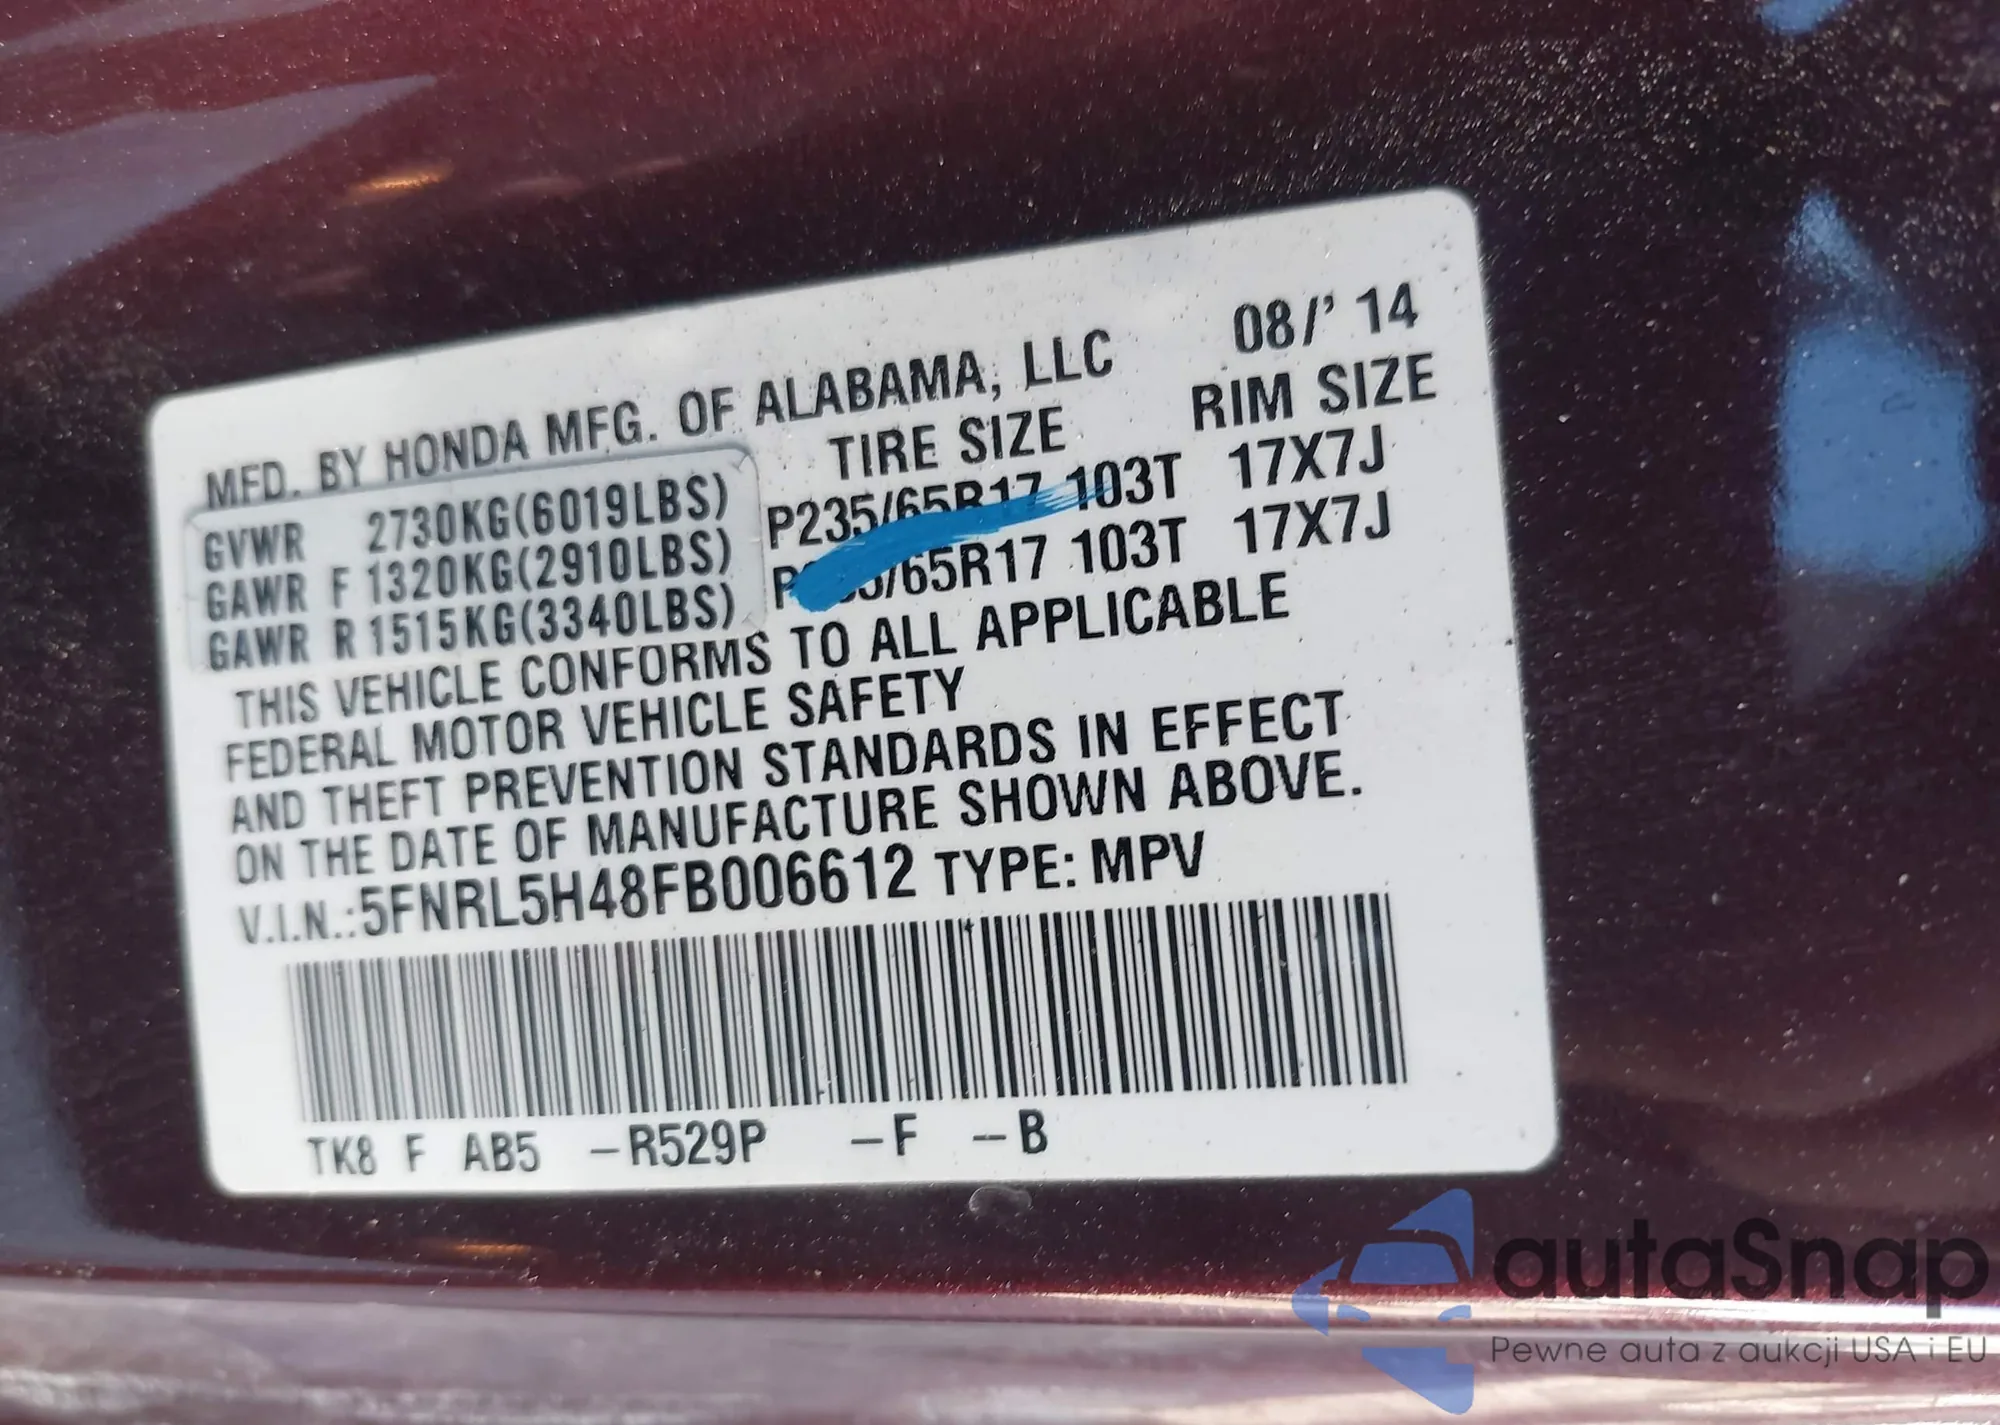 MFD. BY HONDA MFG. OF ALABAMA, LLC 08/' 14
TIRE SIZE RIM SIZE
GVWR 2730KG(6019LBS) P235/65R17 103T 17X7J
GAWR F 1320KG(2910LBS) /65R17 103T 17X7J
GAWR R 1515KG(3340LBS)
THIS VEHICLE CONFORMS TO ALL APPLICABLE
FEDERAL MOTOR VEHICLE SAFETY
AND THEFT PREVENTION STANDARDS IN EFFECT
ON THE DATE OF MANUFACTURE SHOWN ABOVE.
V.I.N.:5FNRL5H48FB006612 TYPE: MPV
TK8 F AB5 -R529P -F -B
autaSnap
Pewne auta z aukcji USA i EU